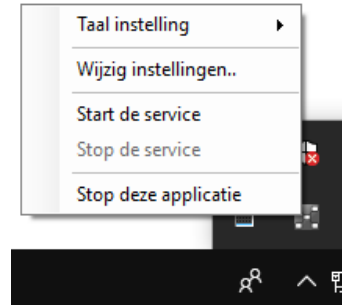 Taal instelling
Wijzig instellingen..
Start de service
Stop de service
Stop deze applicatie